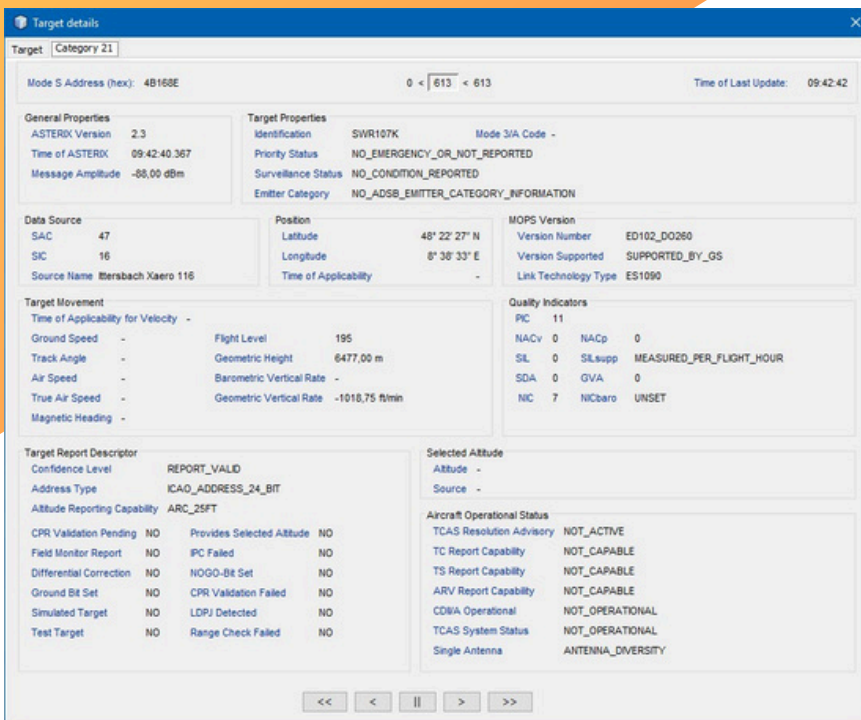 Target details
Target Category 21
Mode S Address (hex): 4B168E 0 < 613 < 613 Time of Last Update: 09:42:42
General Properties
ASTERIX Version 2.3
Time of ASTERIX 09:42:40.367
Message Amplitude -88,00 dBm
Target Properties
Identification SWR107K Mode 3/A Code -
Priority Status NO_EMERGENCY_OR_NOT_REPORTED
Surveillance Status NO_CONDITION_REPORTED
Emitter Category NO_ADSB_EMITTER_CATEGORY_INFORMATION
Data Source
SAC 47
SIC 16
Source Name Ittersbach Xaero 116
Position
Latitude 48° 22' 27" N
Longitude 8° 38' 33" E
Time of Applicability -
MOPS Version
Version Number ED102_DO260
Version Supported SUPPORTED_BY_GS
Link Technology Type ES1090
Target Movement
Time of Applicability for Velocity -
Ground Speed - Flight Level 195
Track Angle - Geometric Height 6477,00 m
Air Speed - Barometric Vertical Rate -
True Air Speed - Geometric Vertical Rate -1018,75 ft/min
Magnetic Heading -
Quality Indicators
PIC 11
NACv 0 NACp 0
SIL 0 SILsupp MEASURED_PER_FLIGHT_HOUR
SDA 0 GVA 0
NIC 7 NICbaro UNSET
Target Report Descriptor
Confidence Level REPORT_VALID
Address Type ICAO_ADDRESS_24_BIT
Altitude Reporting Capability ARC_25FT
CPR Validation Pending NO Provides Selected Altitude NO
Field Monitor Report NO IPC Failed NO
Differential Correction NO NOGO-Bit Set NO
Ground Bit Set NO CPR Validation Failed NO
Simulated Target NO LDPJ Detected NO
Test Target NO Range Check Failed NO
Selected Altitude
Altitude -
Source -
Aircraft Operational Status
TCAS Resolution Advisory NOT_ACTIVE
TC Report Capability NOT_CAPABLE
TS Report Capability NOT_CAPABLE
ARV Report Capability NOT_CAPABLE
CDI/A Operational NOT_OPERATIONAL
TCAS System Status NOT_OPERATIONAL
Single Antenna ANTENNA_DIVERSITY
<< < || > >>